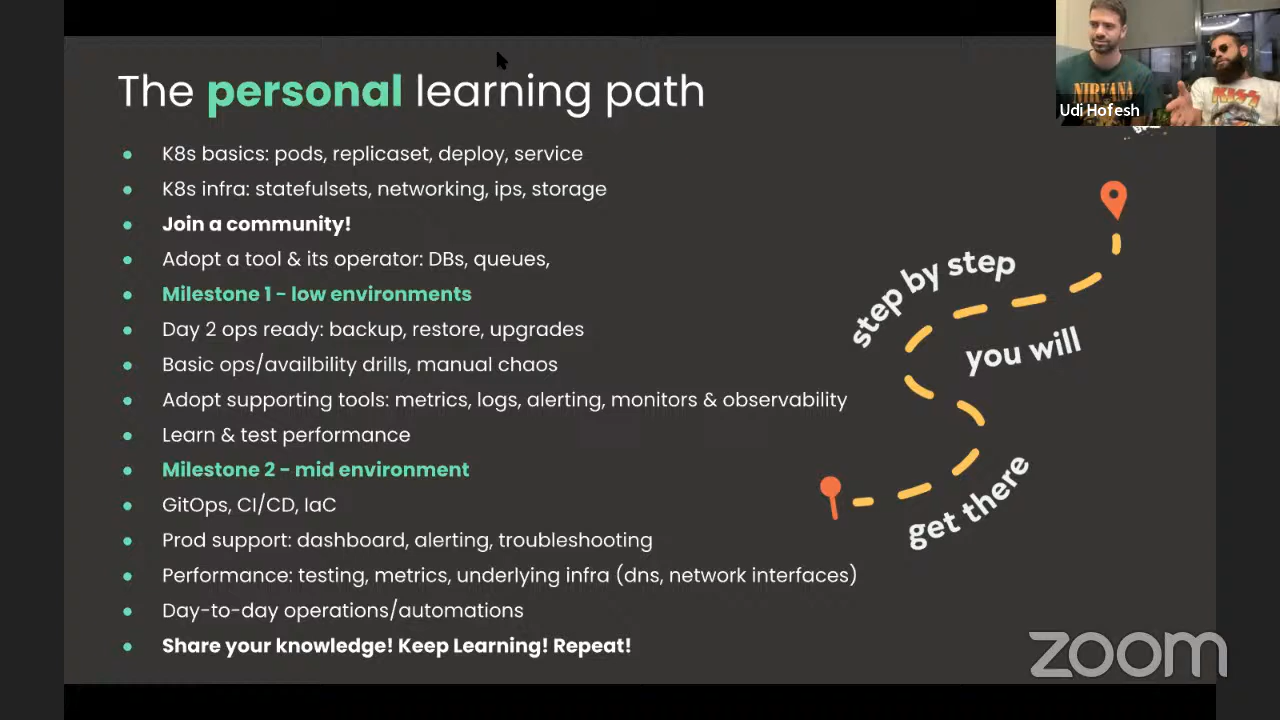 The personal learning path
K8s basics: pods, replicaset, deploy, service
K8s infra: statefulsets, networking, ips, storage
Join a community!
Adopt a tool & its operator: DBs, queues,
Milestone 1 - low environments
Day 2 ops ready: backup, restore, upgrades
Basic ops/availbility drills, manual chaos
Adopt supporting tools: metrics, logs, alerting, monitors & observability
Learn & test performance
Milestone 2 - mid environment
GitOps, CI/CD, IaC
Prod support: dashboard, alerting, troubleshooting
Performance: testing, metrics, underlying infra (dns, network interfaces)
Day-to-day operations/automations
Share your knowledge! Keep Learning! Repeat!
step by step
you will
get there
NIRVANA
KISS
Udi Hofesh
zoom